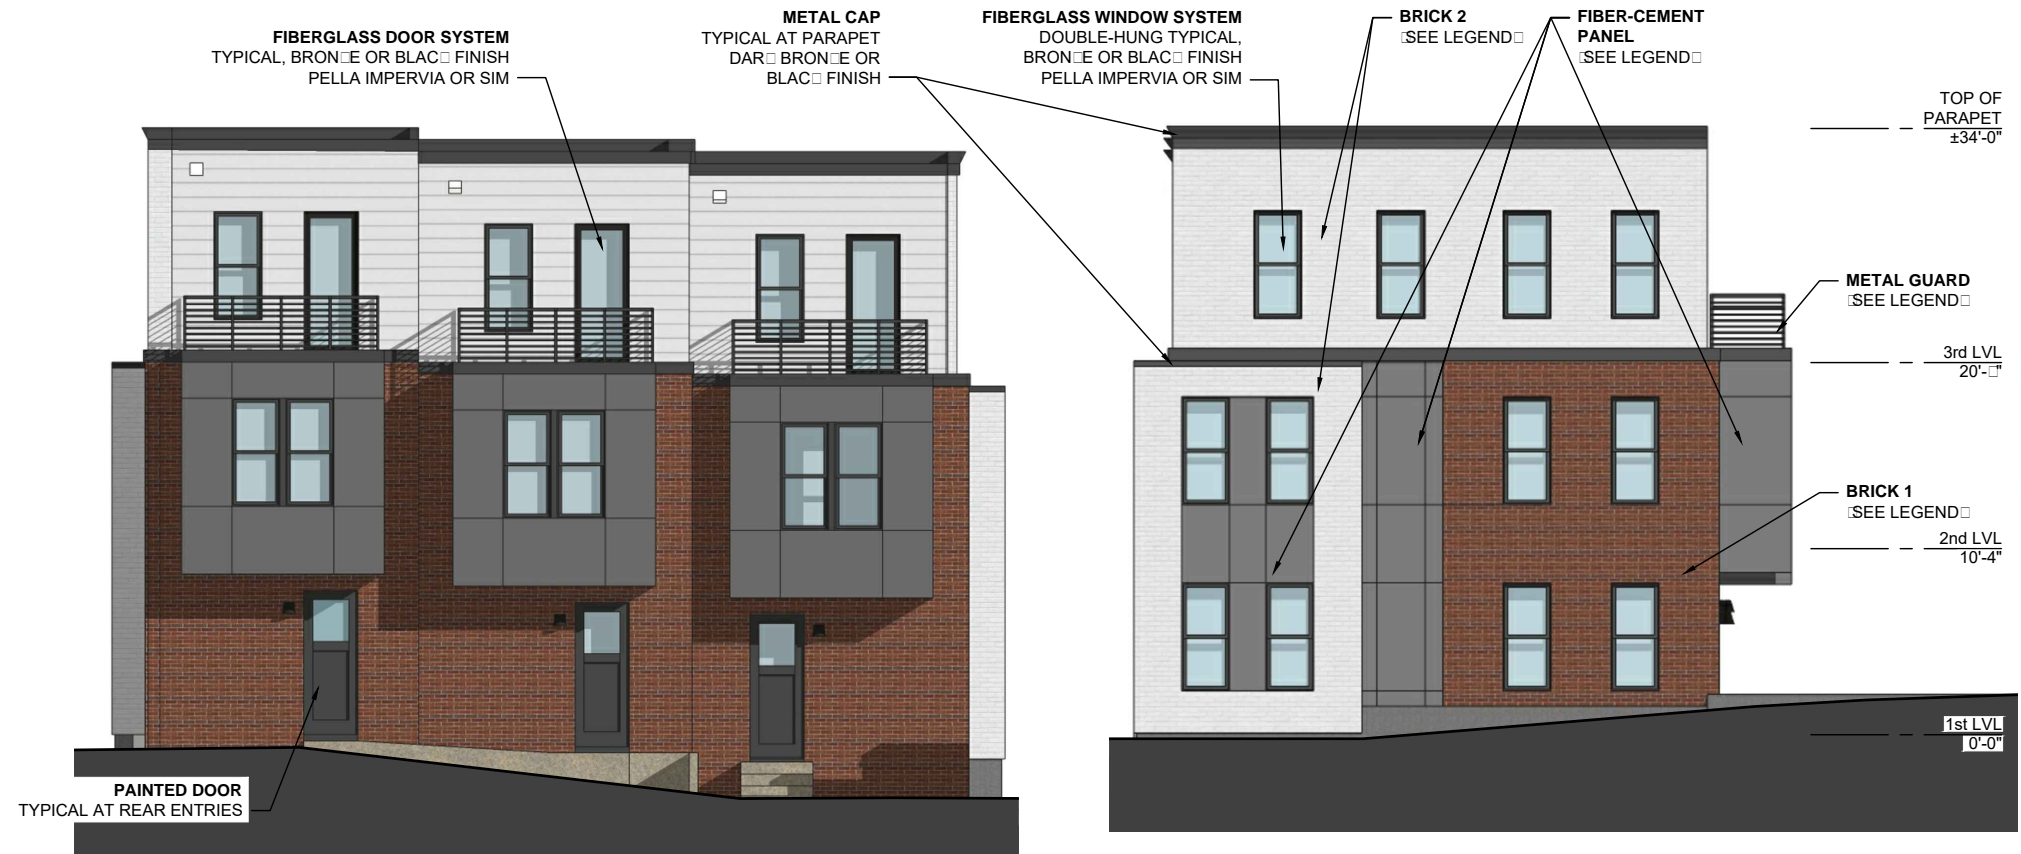 FIBERGLASS DOOR SYSTEM
TYPICAL, BRON□E OR BLAC□ FINISH
PELLA IMPERVIA OR SIM
METAL CAP
TYPICAL AT PARAPET
DAR□ BRON□E OR
BLAC□ FINISH
FIBERGLASS WINDOW SYSTEM
DOUBLE-HUNG TYPICAL,
BRON□E OR BLAC□ FINISH
PELLA IMPERVIA OR SIM
BRICK 2
□SEE LEGEND□
FIBER-CEMENT
PANEL
□SEE LEGEND□
TOP OF
PARAPET
±34'-0"
METAL GUARD
□SEE LEGEND□
3rd LVL
20'-□"
BRICK 1
□SEE LEGEND□
2nd LVL
10'-4"
1st LVL
0'-0"
PAINTED DOOR
TYPICAL AT REAR ENTRIES